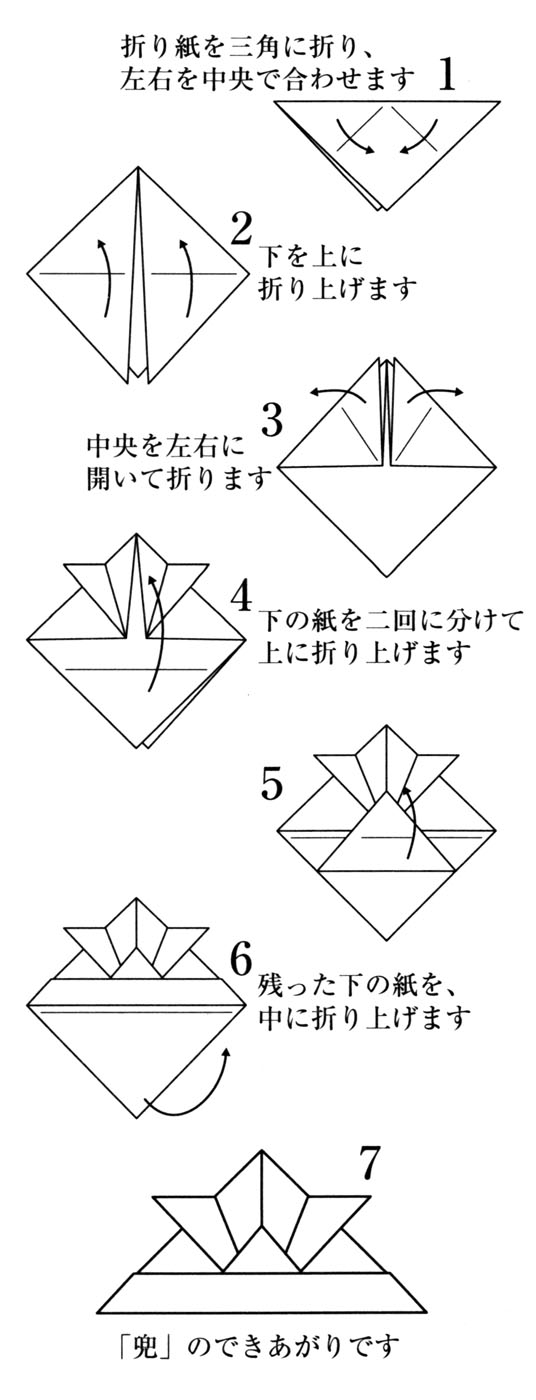 折り紙を三角に折り、
左右を中央で合わせます
1
2
下を上に
折り上げます
3
中央を左右に
開いて折ります
4
下の紙を二回に分けて
上に折り上げます
5
6
残った下の紙を、
中に折り上げます
7
「兜」のできあがりです